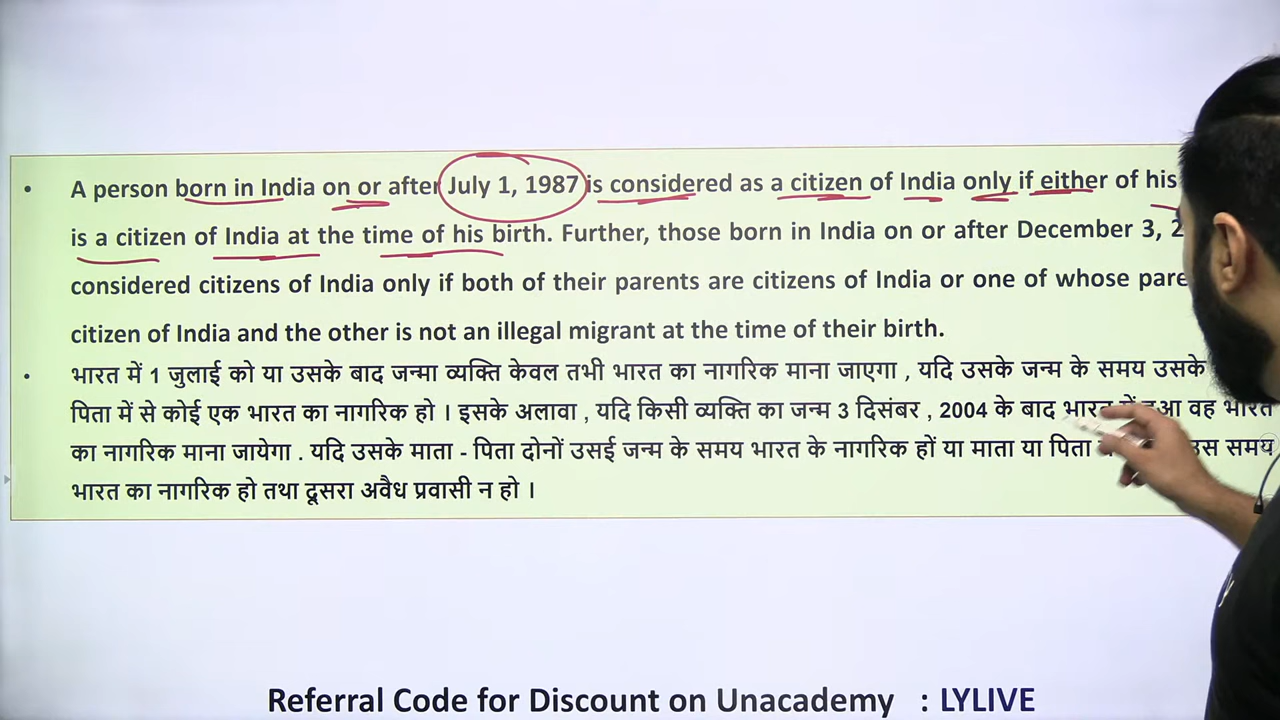 • A person born in India on or after July 1, 1987 is considered as a citizen of India only if either of his
is a citizen of India at the time of his birth. Further, those born in India on or after December 3,
considered citizens of India only if both of their parents are citizens of India or one of whose
citizen of India and the other is not an illegal migrant at the time of their birth.
• भारत में 1 जुलाई को या उसके बाद जन्मा व्यक्ति केवल तभी भारत का नागरिक माना जाएगा , यदि उसके जन्म के समय उसके
पिता में से कोई एक भारत का नागरिक हो । इसके अलावा , यदि किसी व्यक्ति का जन्म 3 दिसंबर , 2004 के बाद भारत में हुआ वह भारत
का नागरिक माना जायेगा . यदि उसके माता - पिता दोनों उसई जन्म के समय भारत के नागरिक हों या माता या पिता उस समय
भारत का नागरिक हो तथा दूसरा अवैध प्रवासी न हो ।
Referral Code for Discount on Unacademy : LYLIVE